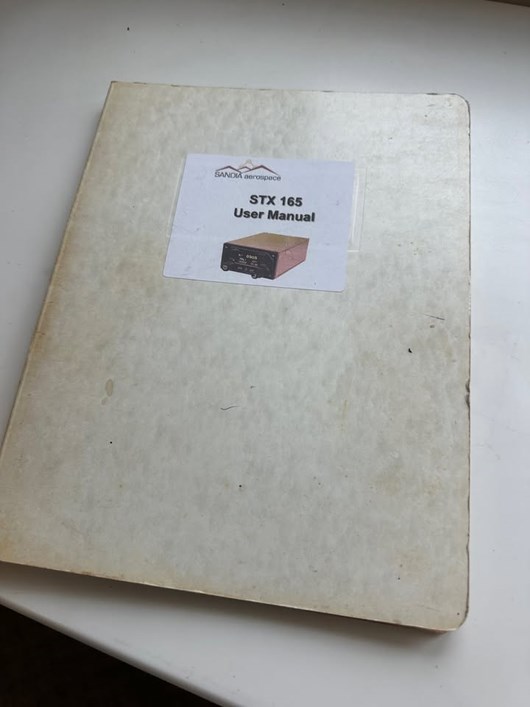 SANDIA aerospace
STX 165
User Manual